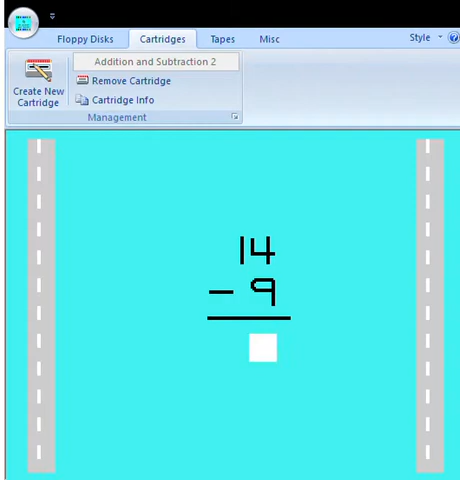 Floppy Disks Cartridges Tapes Misc Style
Create New
Cartridge
Addition and Subtraction 2
Remove Cartridge
Cartridge Info
Management
14
- 9